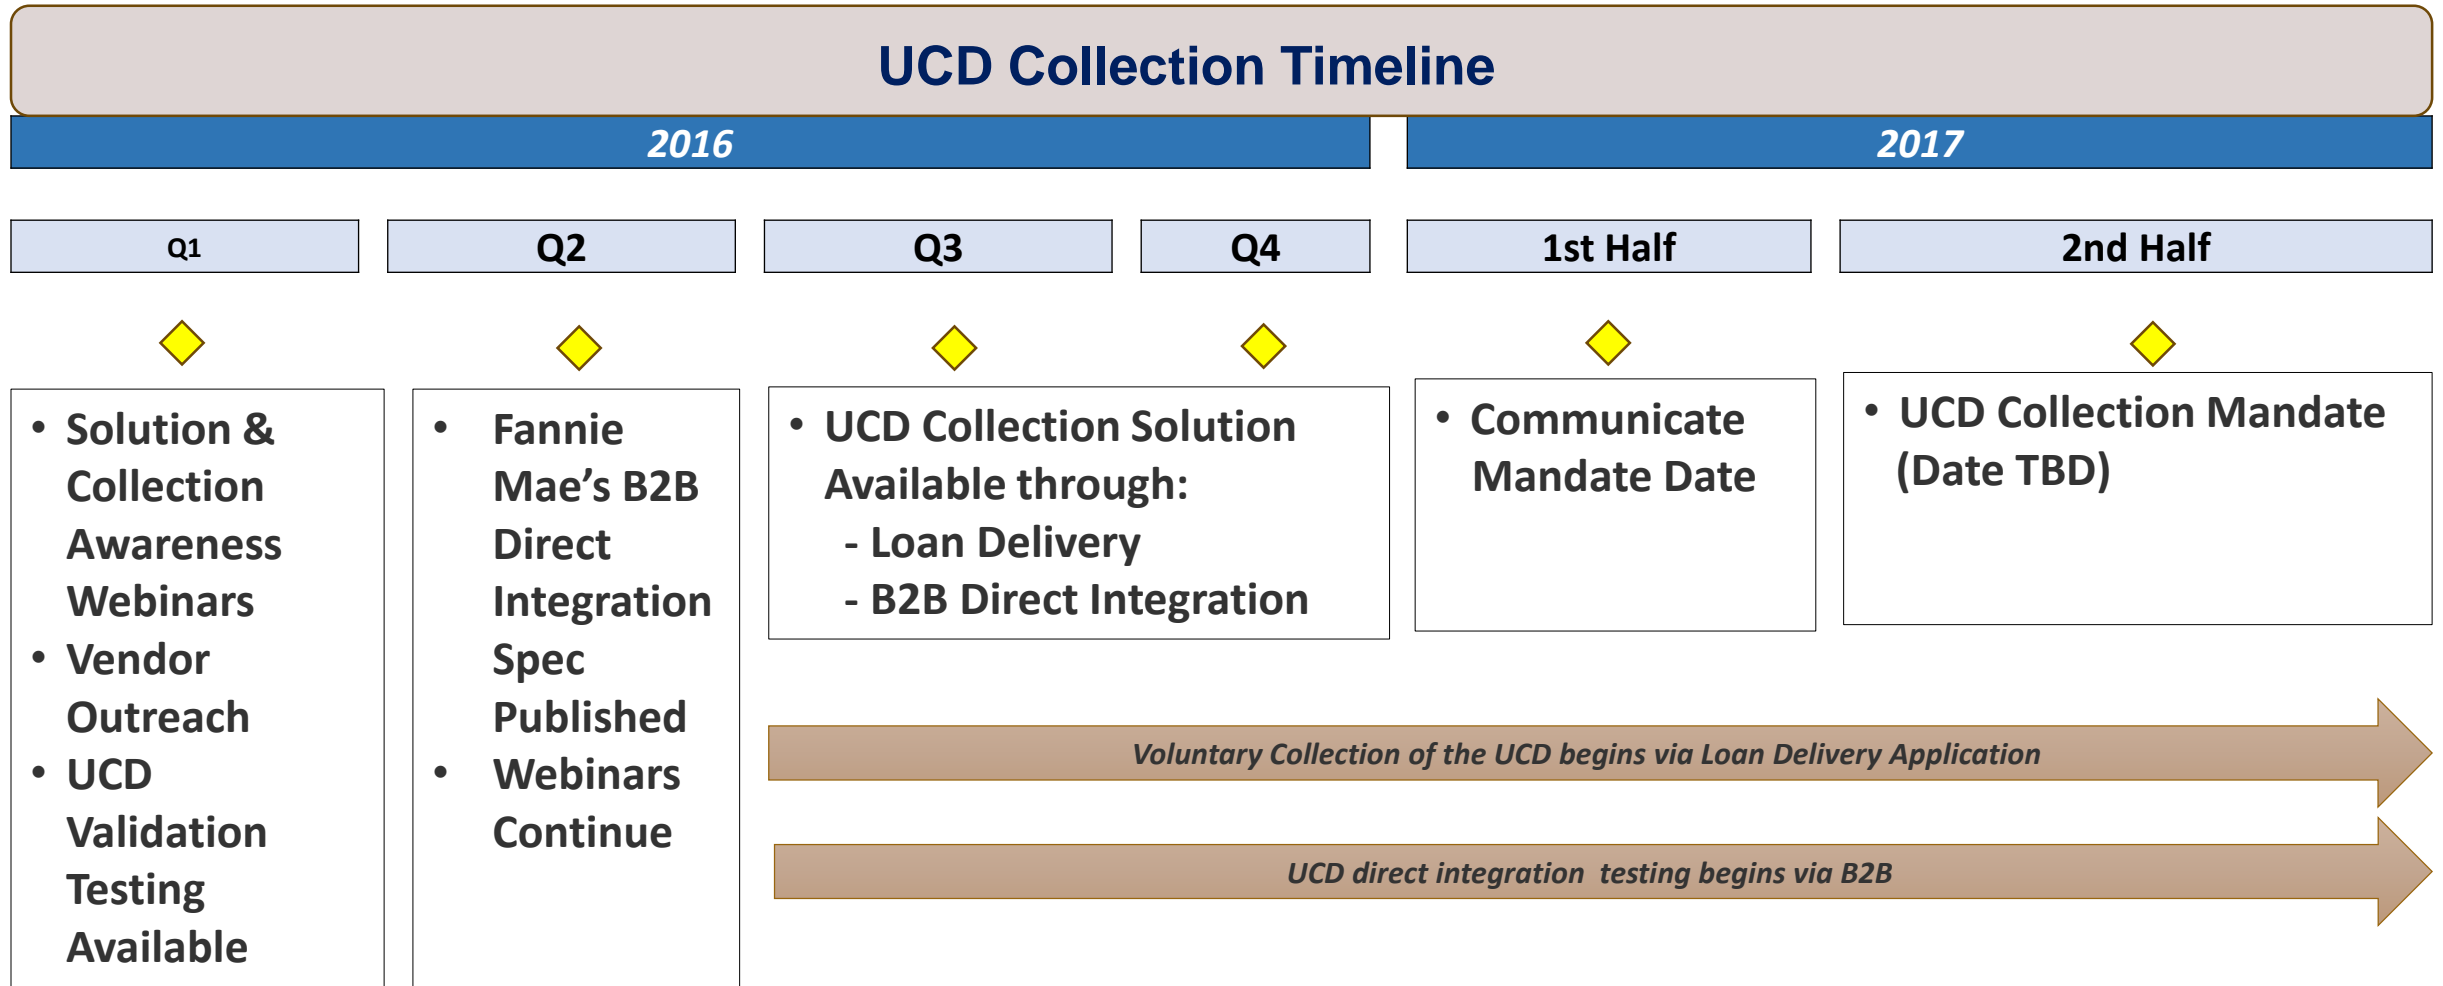 UCD Collection Timeline
2016
2017
Q1
Q2
Q3
Q4
1st Half
2nd Half
• Solution &
Collection
Awareness
Webinars
• Vendor
Outreach
• UCD
Validation
Testing
Available
• Fannie
Mae’s B2B
Direct
Integration
Spec
Published
• Webinars
Continue
• UCD Collection Solution
Available through:
- Loan Delivery
- B2B Direct Integration
• Communicate
Mandate Date
• UCD Collection Mandate
(Date TBD)
Voluntary Collection of the UCD begins via Loan Delivery Application
UCD direct integration testing begins via B2B